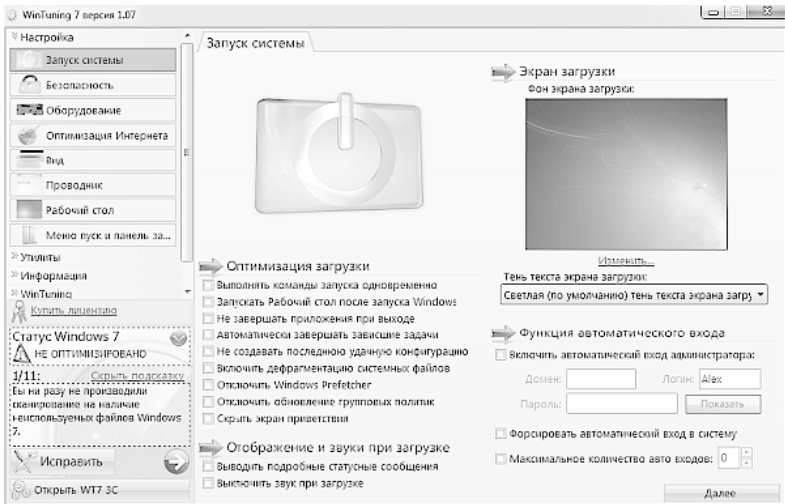 WinTuning 7 версия 1.07
Настройка
Запуск системы
Безопасность
Оборудование
Оптимизация Интернета
Вид
Проводник
Рабочий стол
Меню пуск и панель за...
Утилиты
Информация
WinTuning
Купить лицензию
Статус Windows 7
НЕ ОПТИМИЗИРОВАНО
1/11: Скрыть подсказку
Вы ни разу не производили
сканирование на наличие
неиспользуемых файлов Windows
7.
Исправить
Открыть WT7 3C
Запуск системы
Оптимизация загрузки
Выполнять команды запуска одновременно
Запускать Рабочий стол после запуска Windows
Не завершать приложения при выходе
Автоматически завершать зависшие задачи
Не создавать последнюю удачную конфигурацию
Включить дефрагментацию системных файлов
Отключить Windows Prefetcher
Отключить обновление групповых политик
Скрыть экран приветствия
Отображение и звуки при загрузке
Выводить подробные статусные сообщения
Выключить звук при загрузке
Экран загрузки
Фон экрана загрузки:
Изменить...
Тень текста экрана загрузки:
Светлая (по умолчанию) тень текста экрана загру
Функция автоматического входа
Включить автоматический вход администратора:
Домен: Логин: Alex
Пароль: Показать
Форсировать автоматический вход в систему
Максимальное количество авто входов: 0
Далее